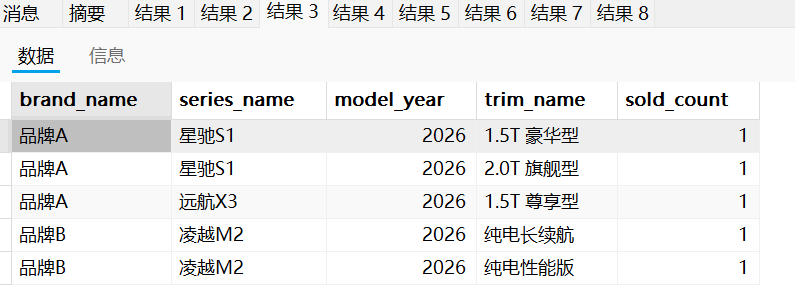 消息 摘要 结果 1 结果 2 结果 3 结果 4 结果 5 结果 6 结果 7 结果 8
数据 信息
brand_name series_name model_year trim_name sold_count
品牌A 星驰S1 2026 1.5T 豪华型 1
品牌A 星驰S1 2026 2.0T 旗舰型 1
品牌A 远航X3 2026 1.5T 尊享型 1
品牌B 凌越M2 2026 纯电长续航 1
品牌B 凌越M2 2026 纯电性能版 1